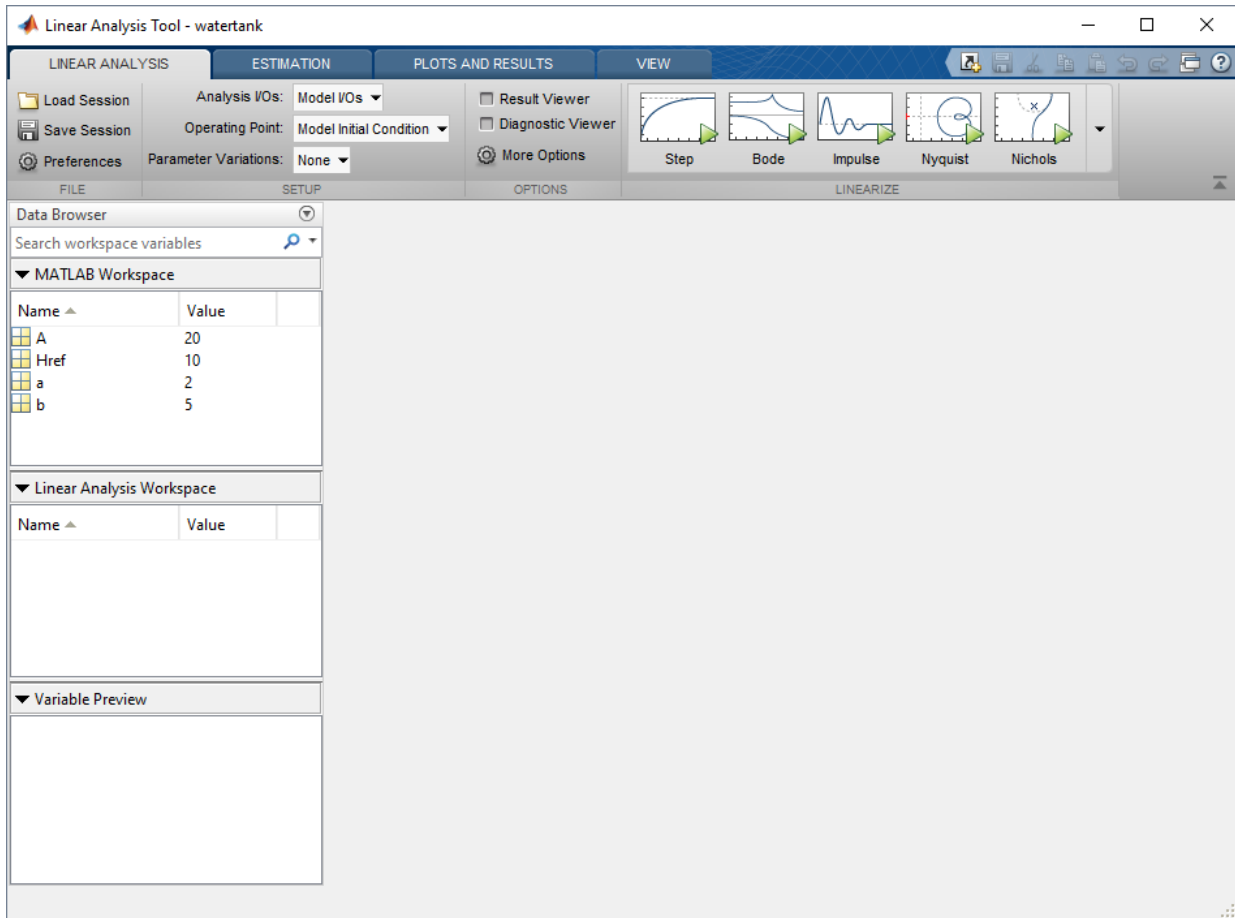 Linear Analysis Tool - watertank
LINEAR ANALYSIS ESTIMATION PLOTS AND RESULTS VIEW
Load Session
Save Session
Preferences
FILE
Analysis I/Os: Model I/Os
Operating Point: Model Initial Condition
Parameter Variations: None
SETUP
Result Viewer
Diagnostic Viewer
More Options
OPTIONS
Step Bode Impulse Nyquist Nichols
LINEARIZE
Data Browser
Search workspace variables
MATLAB Workspace
Name Value
A 20
Href 10
a 2
b 5
Linear Analysis Workspace
Name Value
Variable Preview